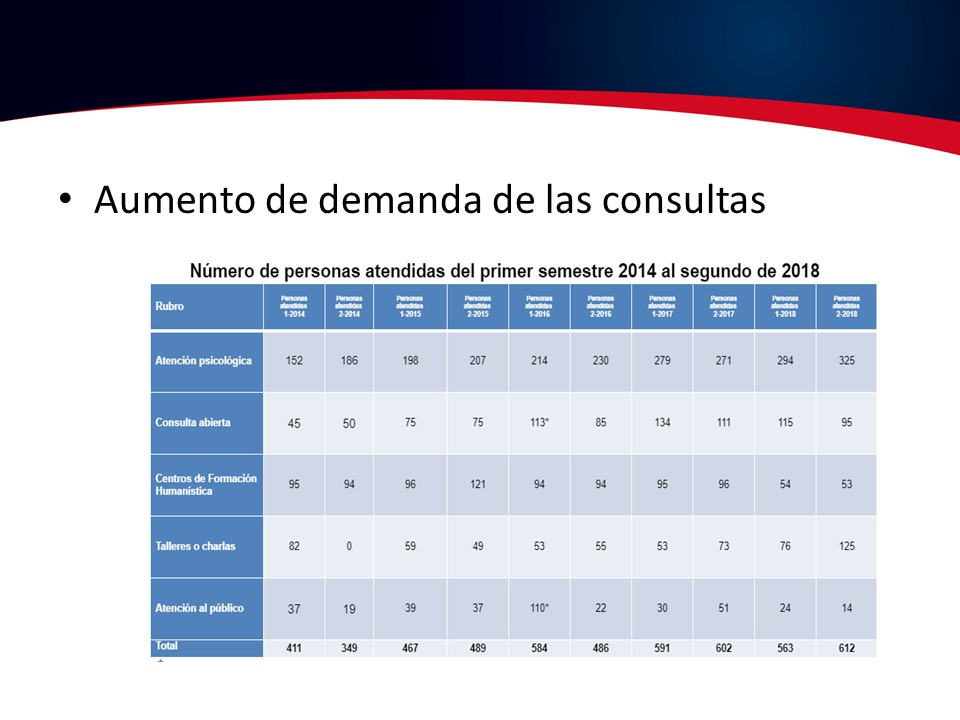 • Aumento de demanda de las consultas
Número de personas atendidas del primer semestre 2014 al segundo de 2018
Rubro Personas atendidas 1-2014 Personas atendidas 2-2014 Personas atendidas 1-2015 Personas atendidas 2-2015 Personas atendidas 1-2016 Personas atendidas 2-2016 Personas atendidas 1-2017 Personas atendidas 2-2017 Personas atendidas 1-2018 Personas atendidas 2-2018
Atención psicológica 152 186 198 207 214 230 279 271 294 325
Consulta abierta 45 50 75 75 113* 85 134 111 115 95
Centros de Formación Humanística 95 94 96 121 94 94 95 96 54 53
Talleres o charlas 82 0 59 49 53 55 53 73 76 125
Atención al público 37 19 39 37 110* 22 30 51 24 14
Total 411 349 467 489 584 486 591 602 563 612